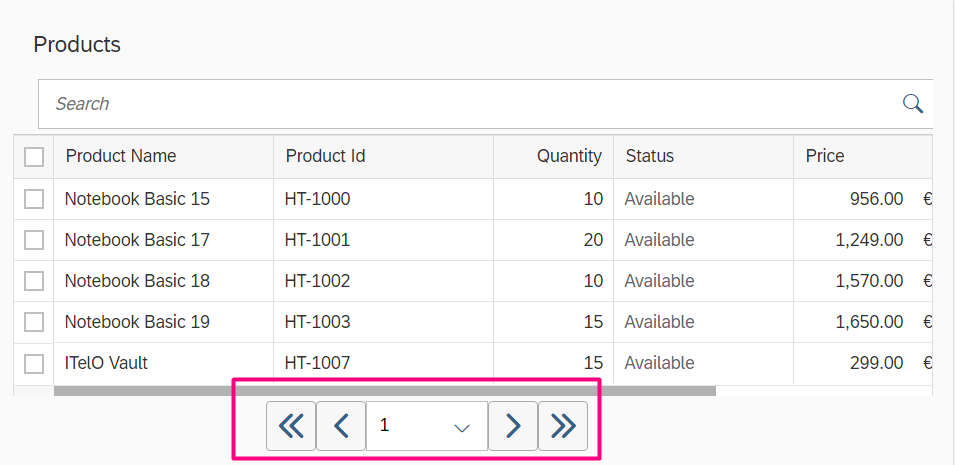 Products
Search
Product Name Product Id Quantity Status Price
Notebook Basic 15 HT-1000 10 Available 956.00 €
Notebook Basic 17 HT-1001 20 Available 1,249.00 €
Notebook Basic 18 HT-1002 10 Available 1,570.00 €
Notebook Basic 19 HT-1003 15 Available 1,650.00 €
ITelO Vault HT-1007 15 Available 299.00 €
1